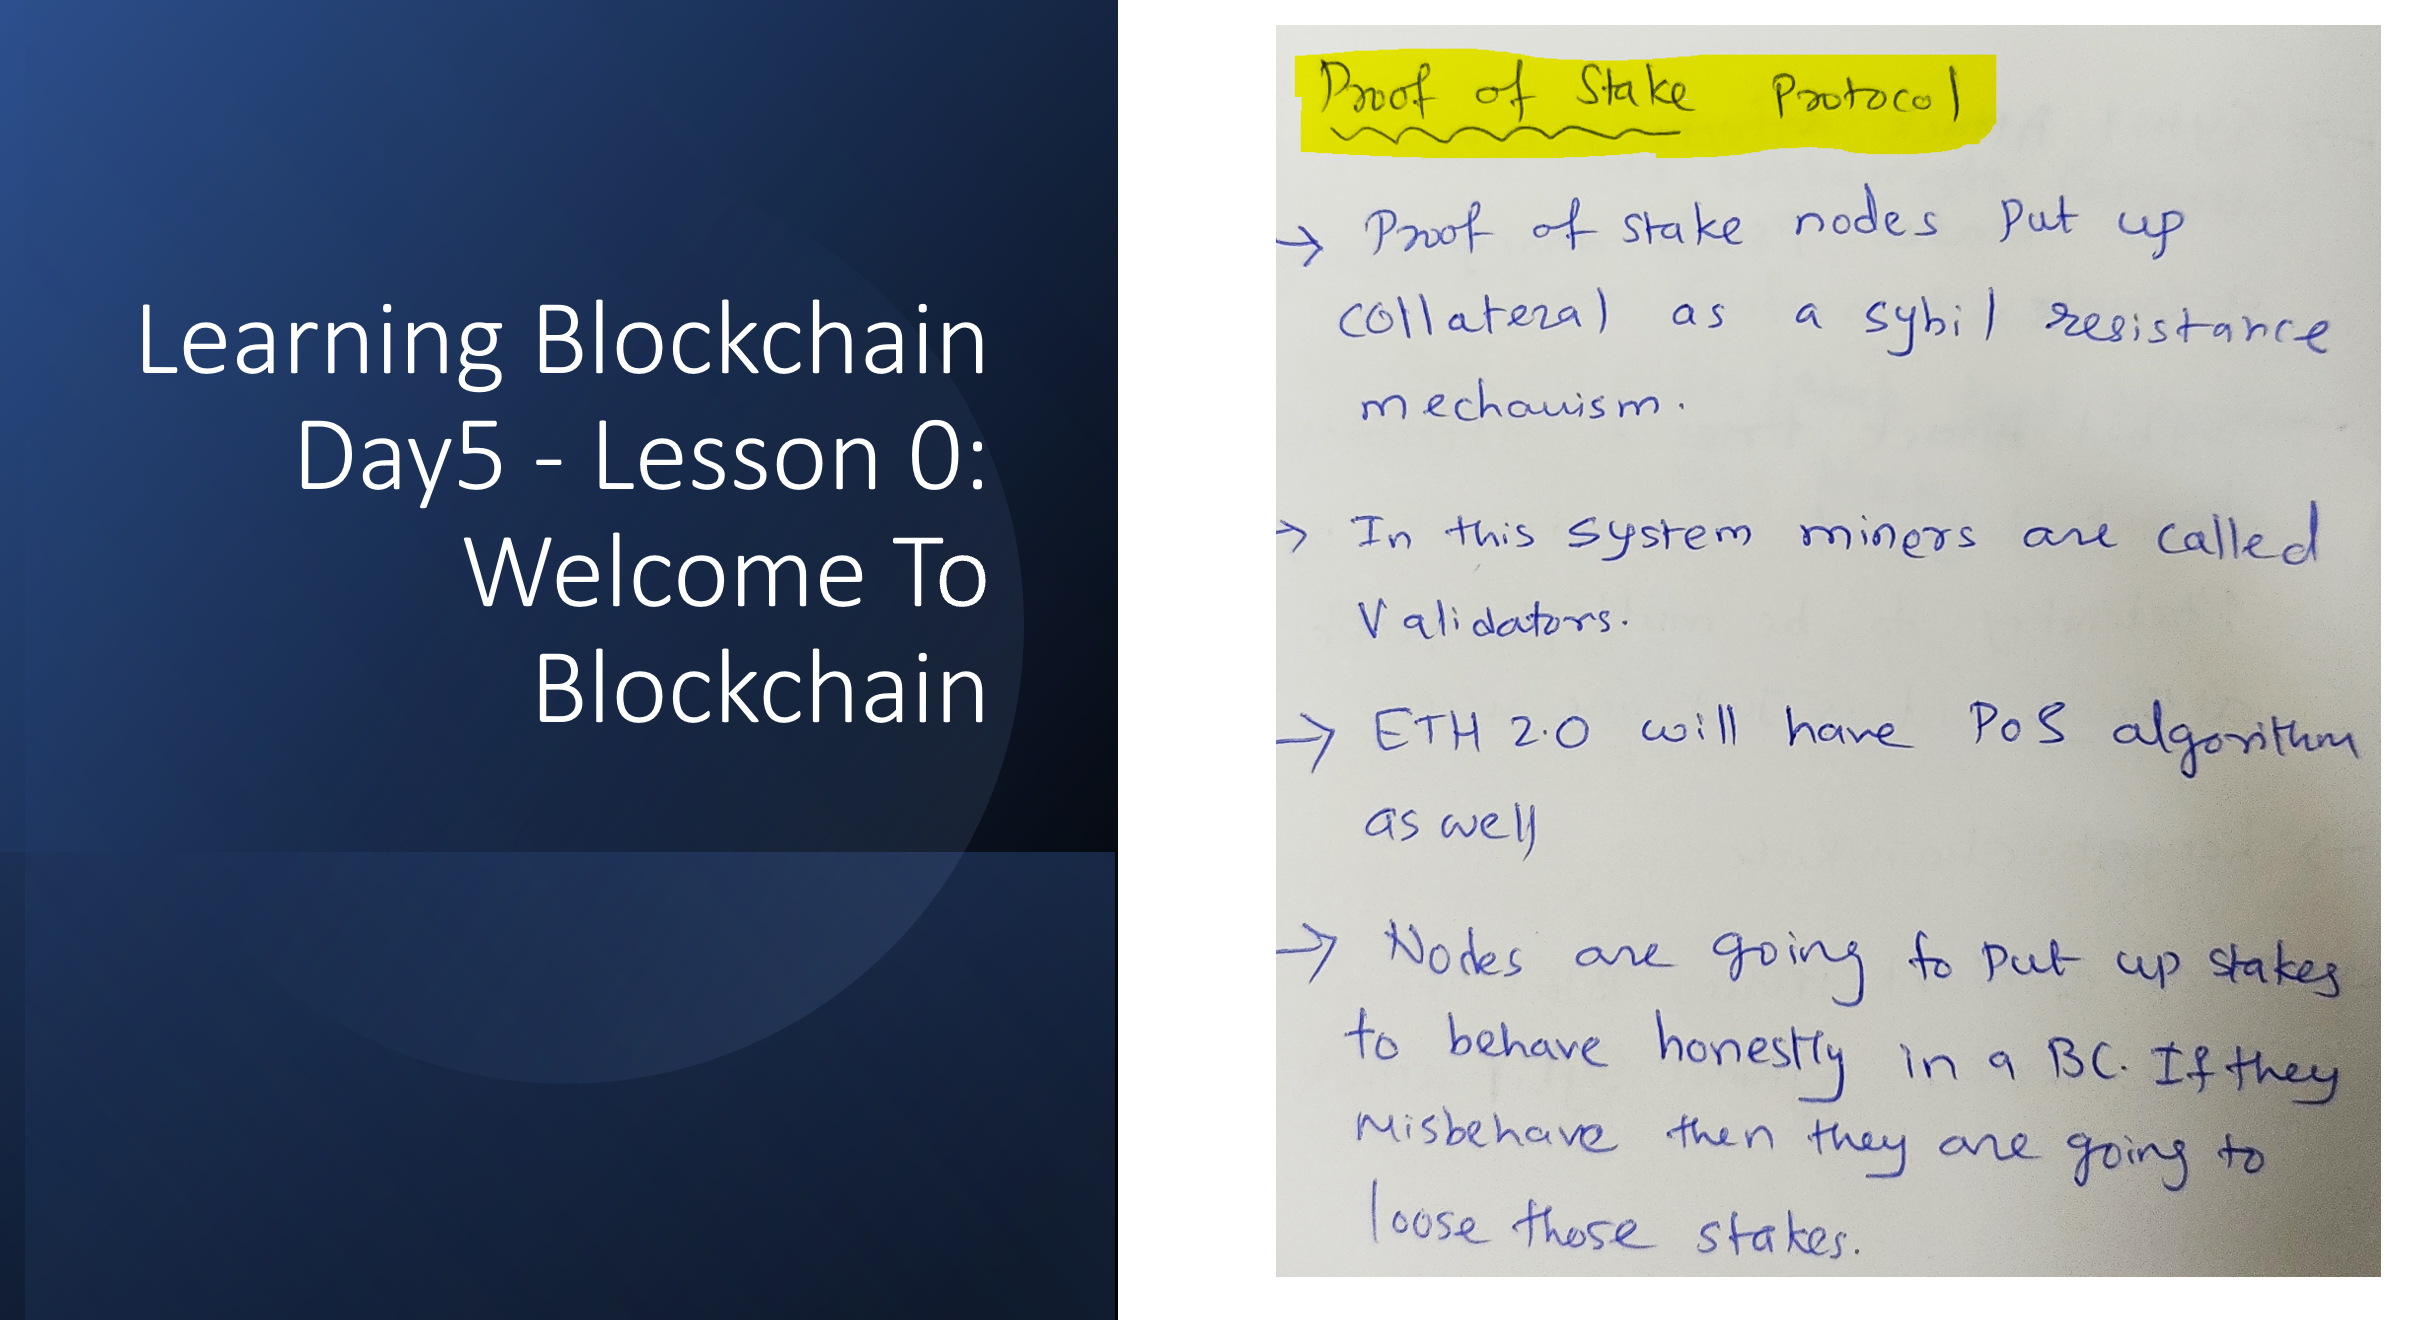 Learning Blockchain
Day5 - Lesson 0:
Welcome To
Blockchain
Proof of Stake Protocol
→ Proof of stake nodes put up
collateral as a sybil resistance
mechanism.
→ In this system miners are called
Validators.
→ ETH 2.0 will have PoS algorithm
as well
→ Nodes are going to put up stakes
to behave honestly in a BC. If they
Misbehave then they are going to
loose those stakes.